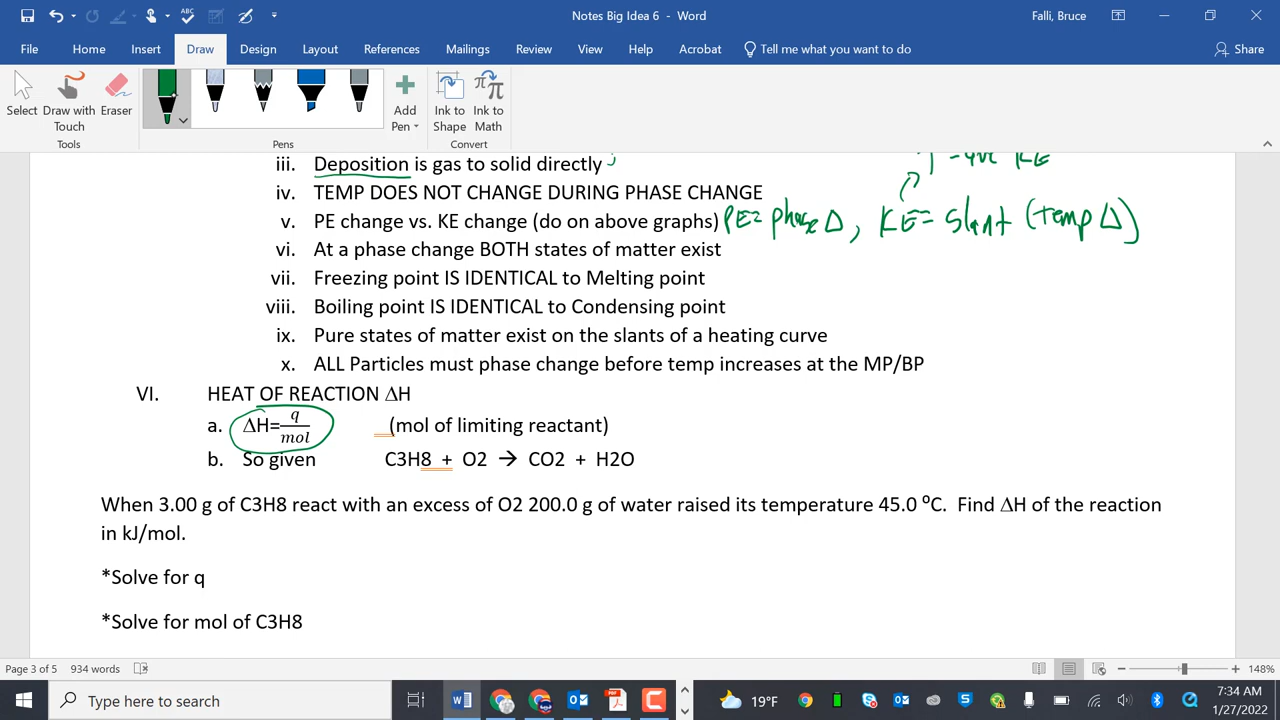 Notes Big Idea 6 - Word
Falli, Bruce
File Home Insert Draw Design Layout References Mailings Review View Help Acrobat Tell me what you want to do Share
Select Draw with Touch Eraser Add Pen Ink to Shape Ink to Math
Tools Pens Convert
iii. Deposition is gas to solid directly
iv. TEMP DOES NOT CHANGE DURING PHASE CHANGE
v. PE change vs. KE change (do on above graphs) PE= phase Δ, KE= slant (temp Δ)
vi. At a phase change BOTH states of matter exist
vii. Freezing point IS IDENTICAL to Melting point
viii. Boiling point IS IDENTICAL to Condensing point
ix. Pure states of matter exist on the slants of a heating curve
x. ALL Particles must phase change before temp increases at the MP/BP
VI. HEAT OF REACTION ΔH
a. ΔH=q/mol (mol of limiting reactant)
b. So given C3H8 + O2 → CO2 + H2O
When 3.00 g of C3H8 react with an excess of O2 200.0 g of water raised its temperature 45.0 ºC. Find ΔH of the reaction
in kJ/mol.
*Solve for q
*Solve for mol of C3H8
Page 3 of 5 934 words 148%
Type here to search 19°F 7:34 AM
1/27/2022